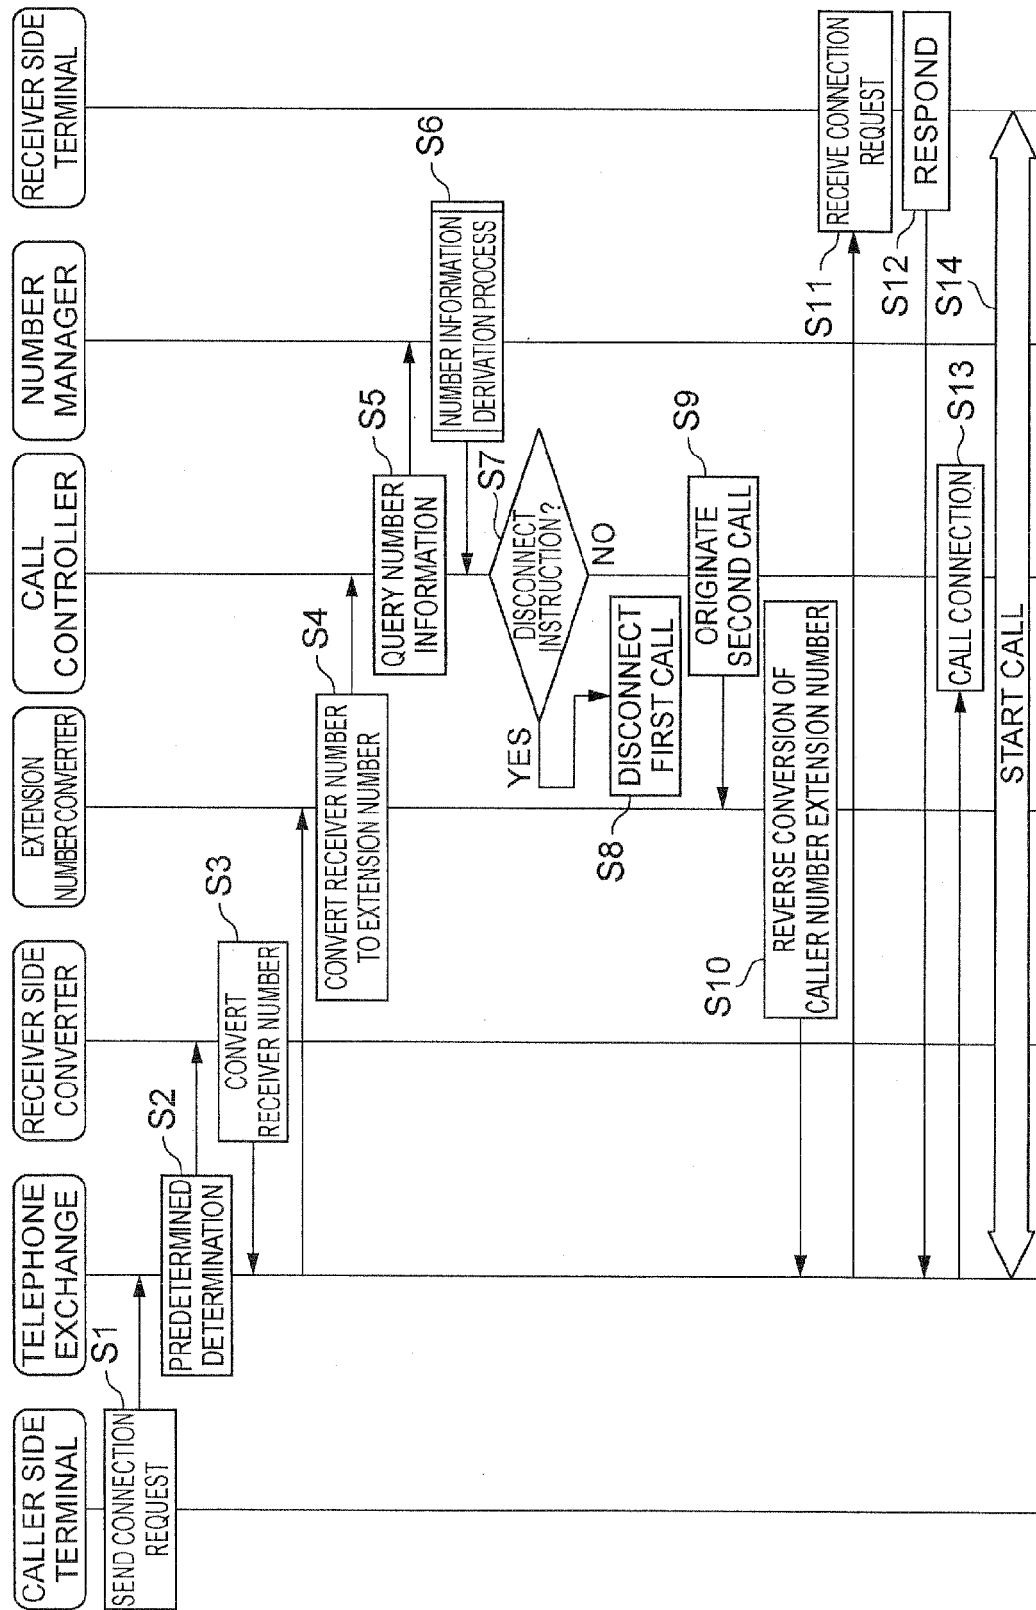 CALLER SIDE
TERMINAL
TELEPHONE
EXCHANGE
RECEIVER SIDE
CONVERTER
EXTENSION
NUMBER CONVERTER
CALL
CONTROLLER
NUMBER
MANAGER
RECEIVER SIDE
TERMINAL
S1
SEND CONNECTION
REQUEST
S2
PREDETERMINED
DETERMINATION
S3
CONVERT
RECEIVER NUMBER
S4
CONVERT RECEIVER NUMBER
TO EXTENSION NUMBER
S5
QUERY NUMBER
INFORMATION
S6
NUMBER INFORMATION
DERIVATION PROCESS
S7
DISCONNECT
INSTRUCTION?
YES
NO
S8
DISCONNECT
FIRST CALL
S9
ORIGINATE
SECOND CALL
S10
REVERSE CONVERSION OF
CALLER NUMBER EXTENSION NUMBER
S11
RECEIVE CONNECTION
REQUEST
S12
RESPOND
S13
CALL CONNECTION
S14
START CALL